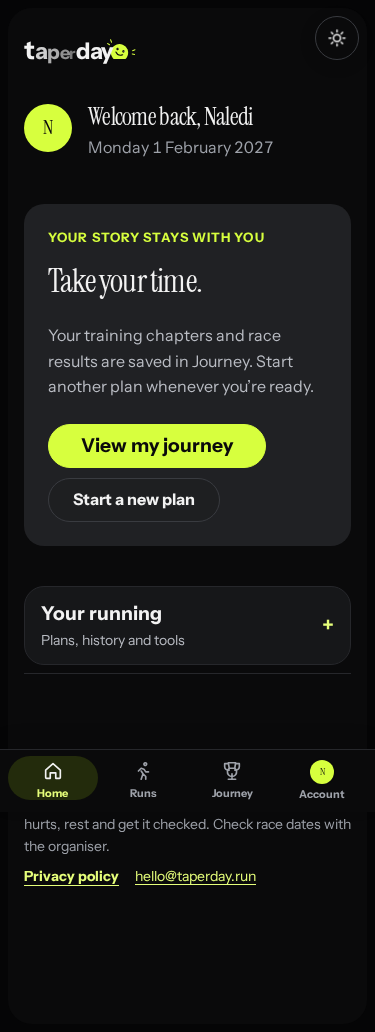 taperday
N
Welcome back, Naledi
Monday 1 February 2027
YOUR STORY STAYS WITH YOU
Take your time.
Your training chapters and race
results are saved in Journey. Start
another plan whenever you’re ready.
View my journey
Start a new plan
Your running
Plans, history and tools
+
N
Home
Runs
Journey
Account
hurts, rest and get it checked. Check race dates with
the organiser.
Privacy policy
hello@taperday.run